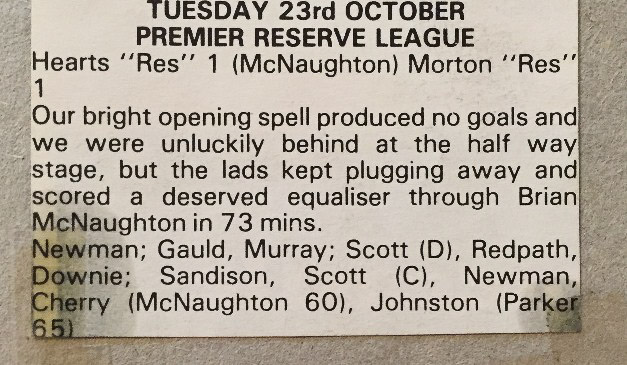 TUESDAY 23rd OCTOBER
PREMIER RESERVE LEAGUE
Hearts ‘‘Res’’ 1 (McNaughton) Morton ‘‘Res’’
1
Our bright opening spell produced no goals and
we were unluckily behind at the half way
stage, but the lads kept plugging away and
scored a deserved equaliser through Brian
McNaughton in 73 mins.
Newman; Gauld, Murray; Scott (D), Redpath,
Downie; Sandison, Scott (C), Newman,
Cherry (McNaughton 60), Johnston (Parker
65)